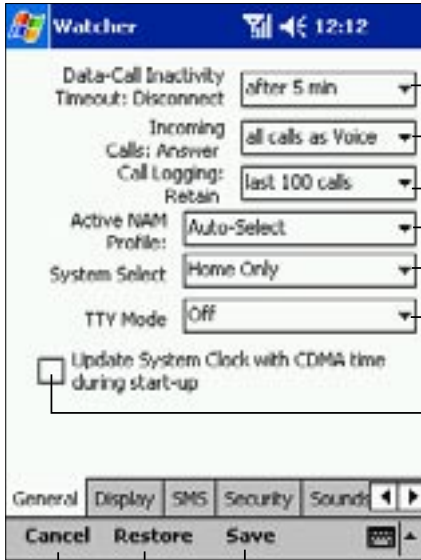 Watcher 12:12
Data-Call Inactivity
Timeout: Disconnect
after 5 min
Incoming
Calls: Answer
all calls as Voice
Call Logging:
Retain
last 100 calls
Active NAM
Profile:
Auto-Select
System Select
Home Only
TTY Mode
Off
Update System Clock with CDMA time
during start-up
General Display SMS Security Sounds
Cancel Restore Save